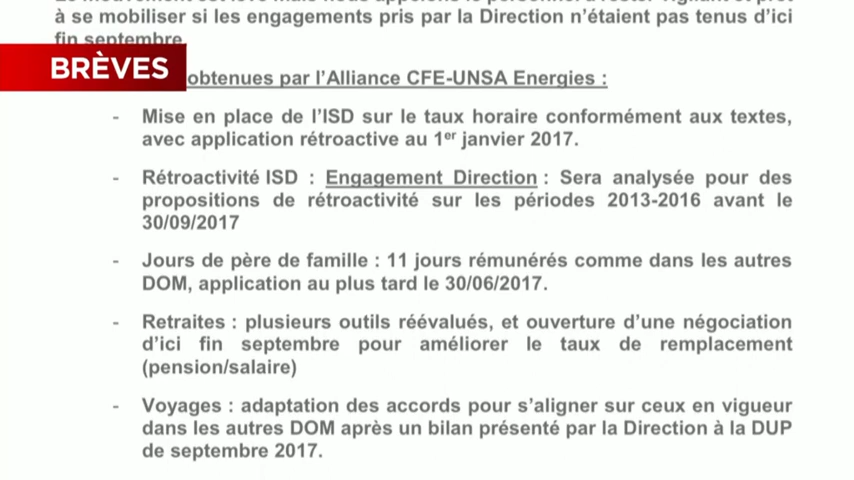 à se mobiliser si les engagements pris par la Direction n’étaient pas tenus d’ici
fin septembre
BRÈVES
obtenues par l’Alliance CFE-UNSA Energies :
- Mise en place de l’ISD sur le taux horaire conformément aux textes,
avec application rétroactive au 1er janvier 2017.
- Rétroactivité ISD : Engagement Direction : Sera analysée pour des
propositions de rétroactivité sur les périodes 2013-2016 avant le
30/09/2017
- Jours de père de famille : 11 jours rémunérés comme dans les autres
DOM, application au plus tard le 30/06/2017.
- Retraites : plusieurs outils réévalués, et ouverture d’une négociation
d’ici fin septembre pour améliorer le taux de remplacement
(pension/salaire)
- Voyages : adaptation des accords pour s’aligner sur ceux en vigueur
dans les autres DOM après un bilan présenté par la Direction à la DUP
de septembre 2017.